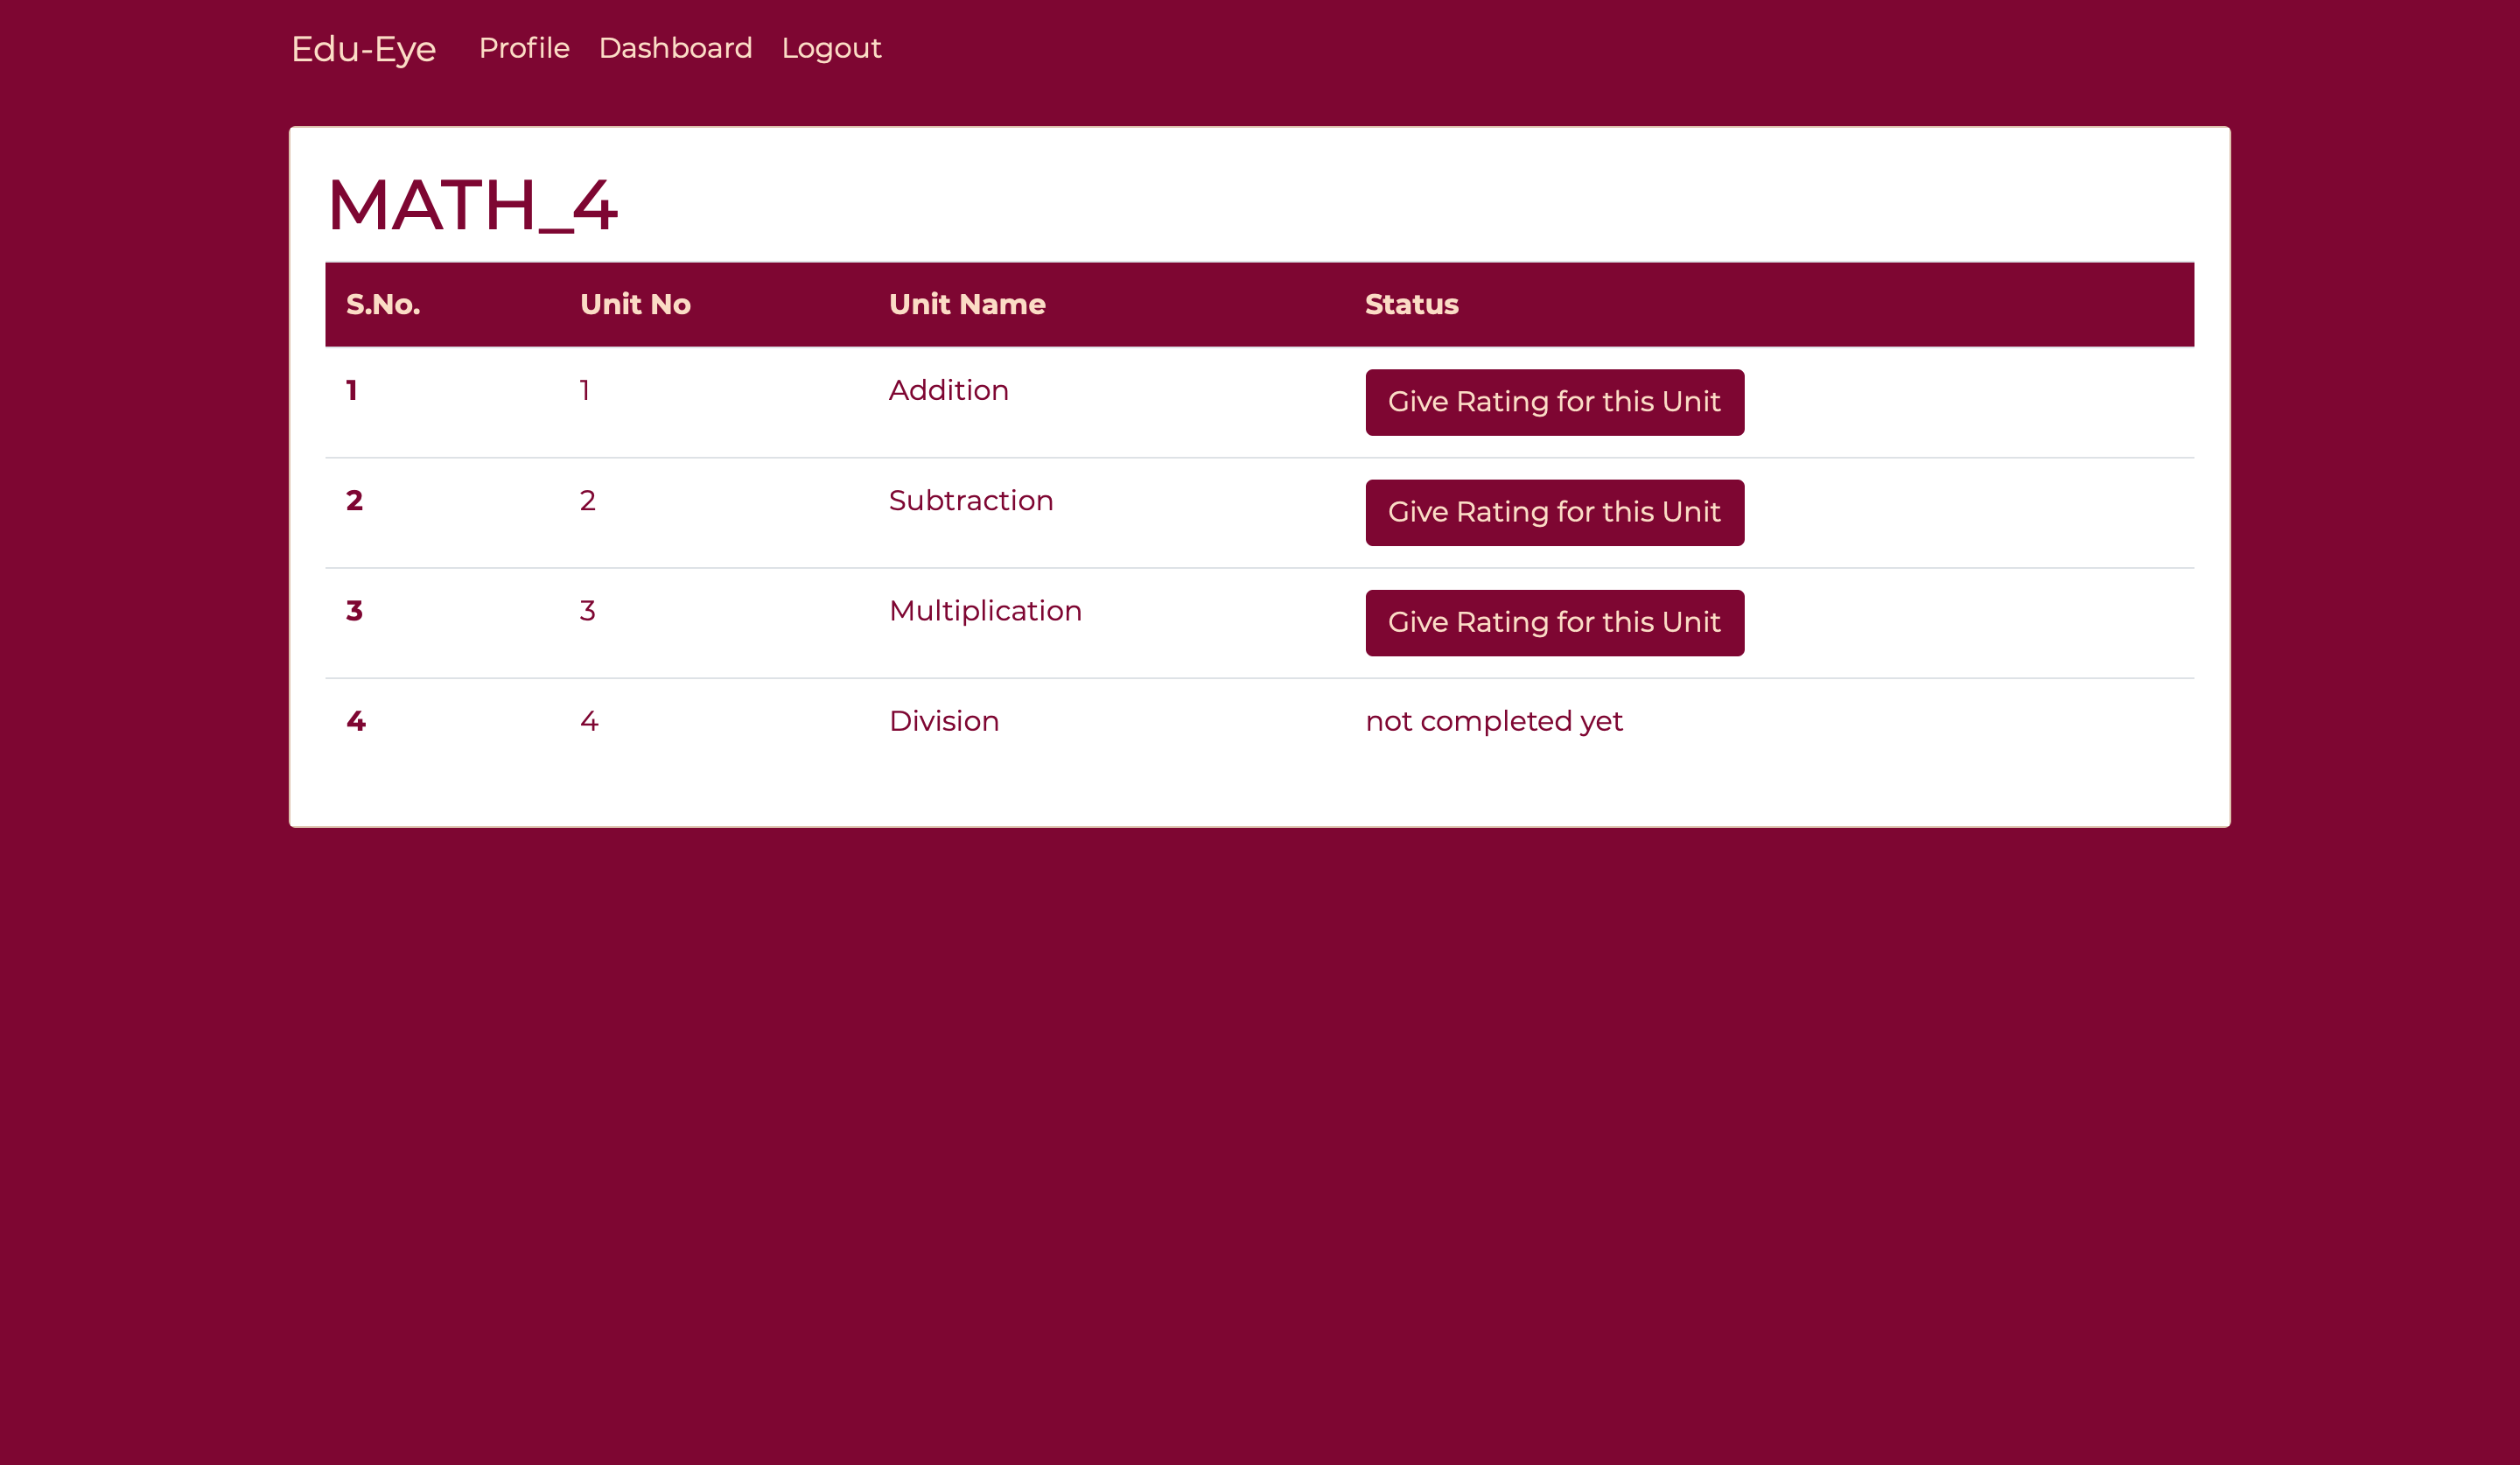 Edu-Eye Profile Dashboard Logout
MATH_4
S.No. Unit No Unit Name Status
1 1 Addition Give Rating for this Unit
2 2 Subtraction Give Rating for this Unit
3 3 Multiplication Give Rating for this Unit
4 4 Division not completed yet